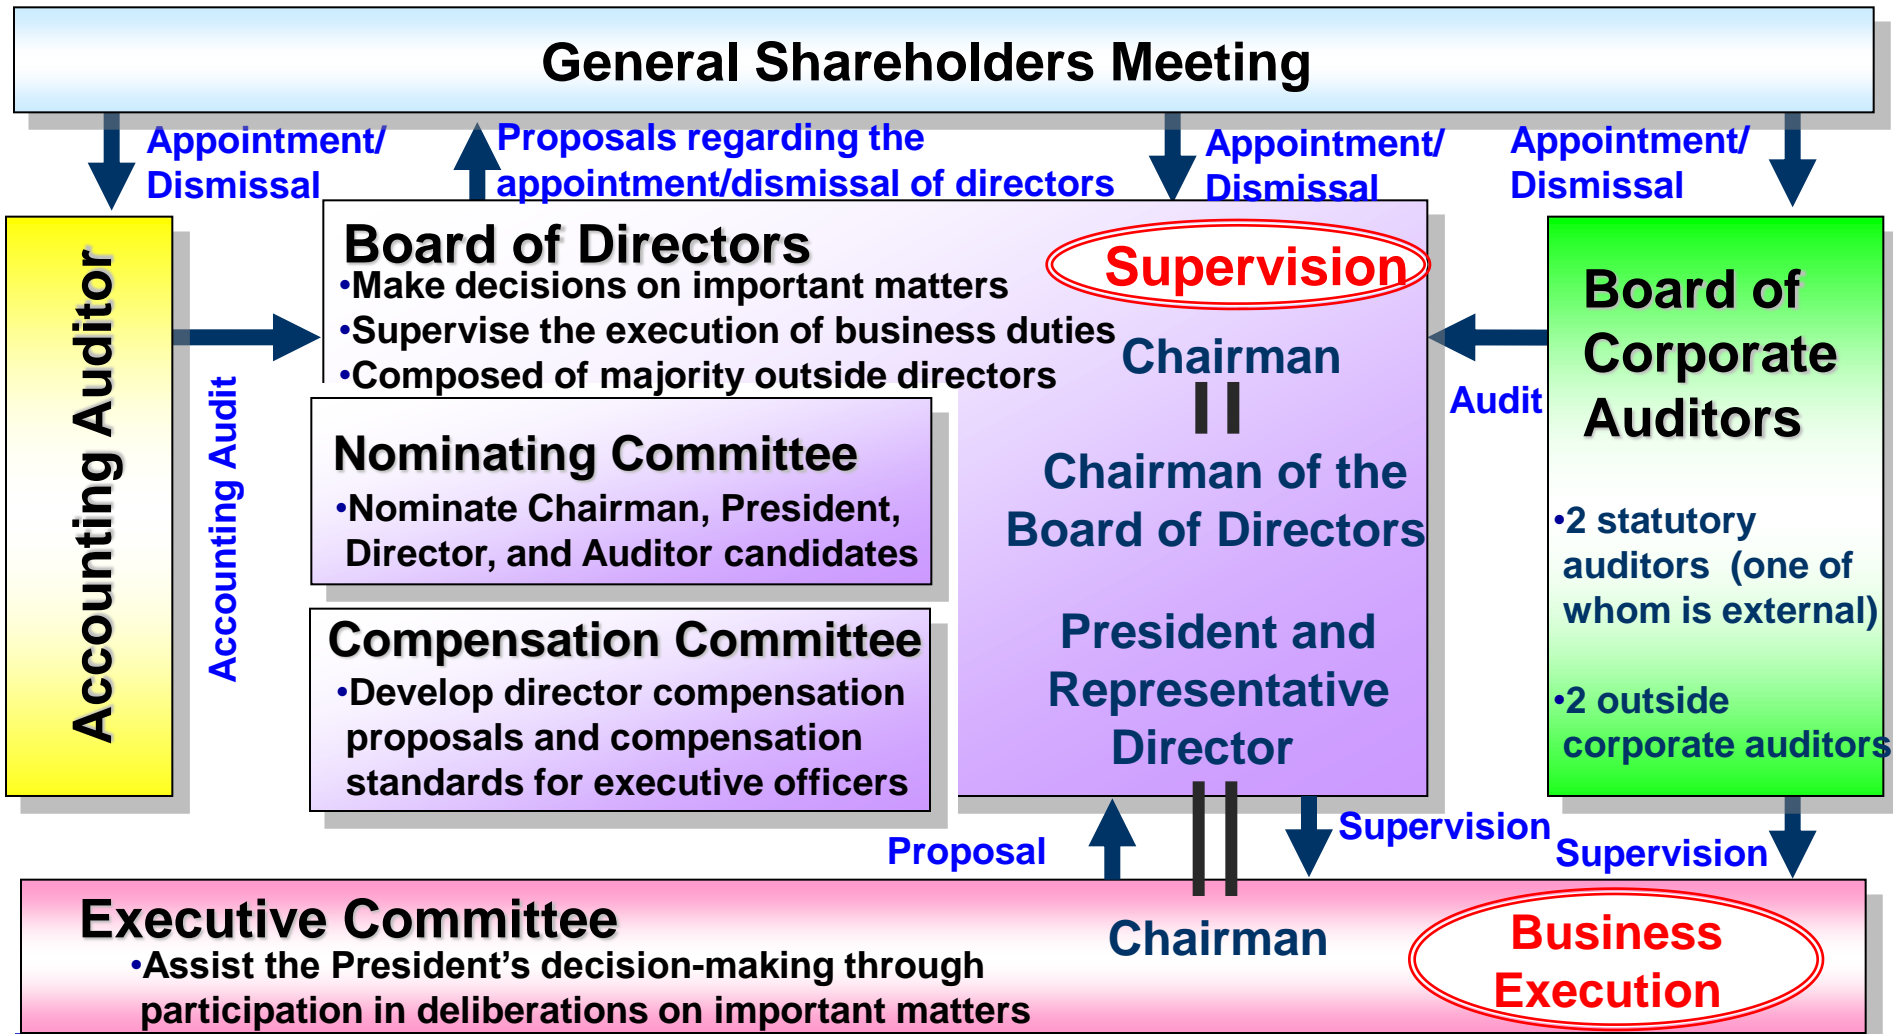 General Shareholders Meeting
Appointment/
Dismissal
Proposals regarding the
appointment/dismissal of directors
Appointment/
Dismissal
Appointment/
Dismissal
Accounting Auditor
Accounting Audit
Board of Directors
•Make decisions on important matters
•Supervise the execution of business duties
•Composed of majority outside directors
Supervision
Chairman
Chairman of the
Board of Directors
President and
Representative
Director
Nominating Committee
•Nominate Chairman, President,
Director, and Auditor candidates
Compensation Committee
•Develop director compensation
proposals and compensation
standards for executive officers
Audit
Board of
Corporate
Auditors
•2 statutory
auditors (one of
whom is external)
•2 outside
corporate auditors
Proposal
Supervision
Supervision
Executive Committee
•Assist the President’s decision-making through
participation in deliberations on important matters
Chairman
Business
Execution